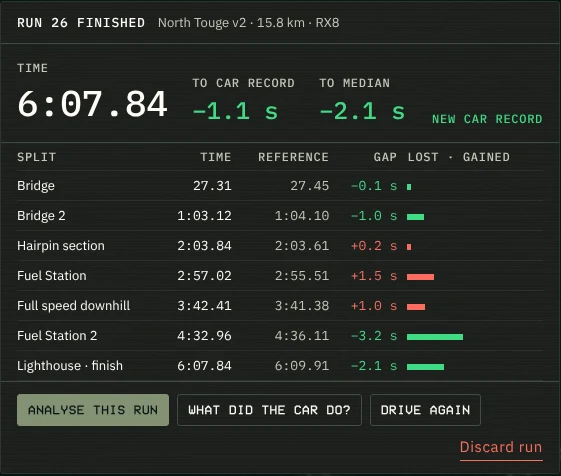 RUN 26 FINISHED North Touge v2 · 15.8 km · RX8
TIME
6:07.84
TO CAR RECORD
−1.1 s
TO MEDIAN
−2.1 s
NEW CAR RECORD
SPLIT TIME REFERENCE GAP LOST · GAINED
Bridge 27.31 27.45 −0.1 s
Bridge 2 1:03.12 1:04.10 −1.0 s
Hairpin section 2:03.84 2:03.61 +0.2 s
Fuel Station 2:57.02 2:55.51 +1.5 s
Full speed downhill 3:42.41 3:41.38 +1.0 s
Fuel Station 2 4:32.96 4:36.11 −3.2 s
Lighthouse · finish 6:07.84 6:09.91 −2.1 s
ANALYSE THIS RUN WHAT DID THE CAR DO? DRIVE AGAIN
Discard run